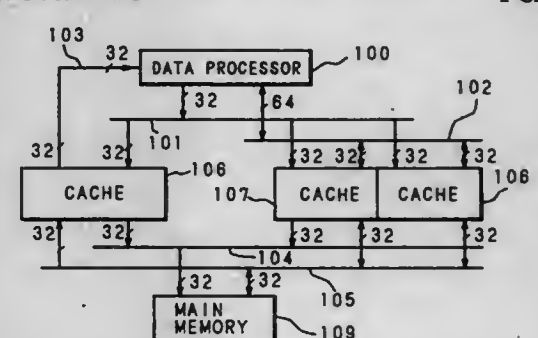 103 32 DATA PROCESSOR 100
32 64 102
101
32 32 32 32 32 32
106
CACHE 107 CACHE CACHE 106
32 32 32 32 32
104
32 32 105
MAIN
MEMORY 109